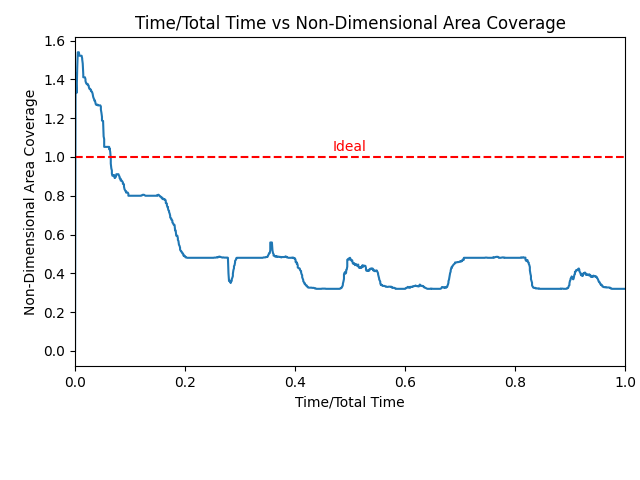 Time/Total Time vs Non-Dimensional Area Coverage
Non-Dimensional Area Coverage
1.6
1.4
1.2
1.0
0.8
0.6
0.4
0.2
0.0
Ideal
0.0 0.2 0.4 0.6 0.8 1.0
Time/Total Time